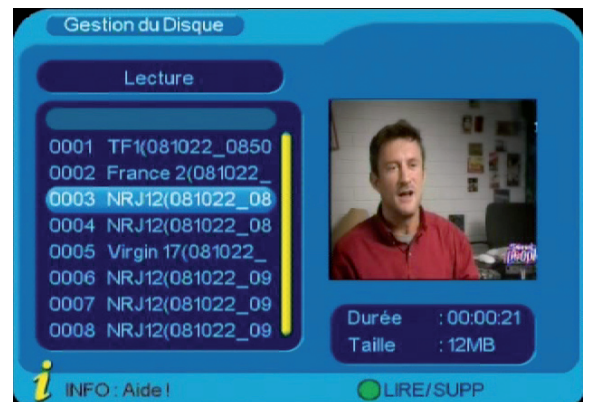 Gestion du Disque
Lecture
0001 TF1(081022_0850
0002 France 2(081022_
0003 NRJ12(081022_08
0004 NRJ12(081022_08
0005 Virgin 17(081022_
0006 NRJ12(081022_09
0007 NRJ12(081022_09
0008 NRJ12(081022_09
Durée : 00:00:21
Taille : 12MB
i INFO : Aide !
LIRE/SUPP